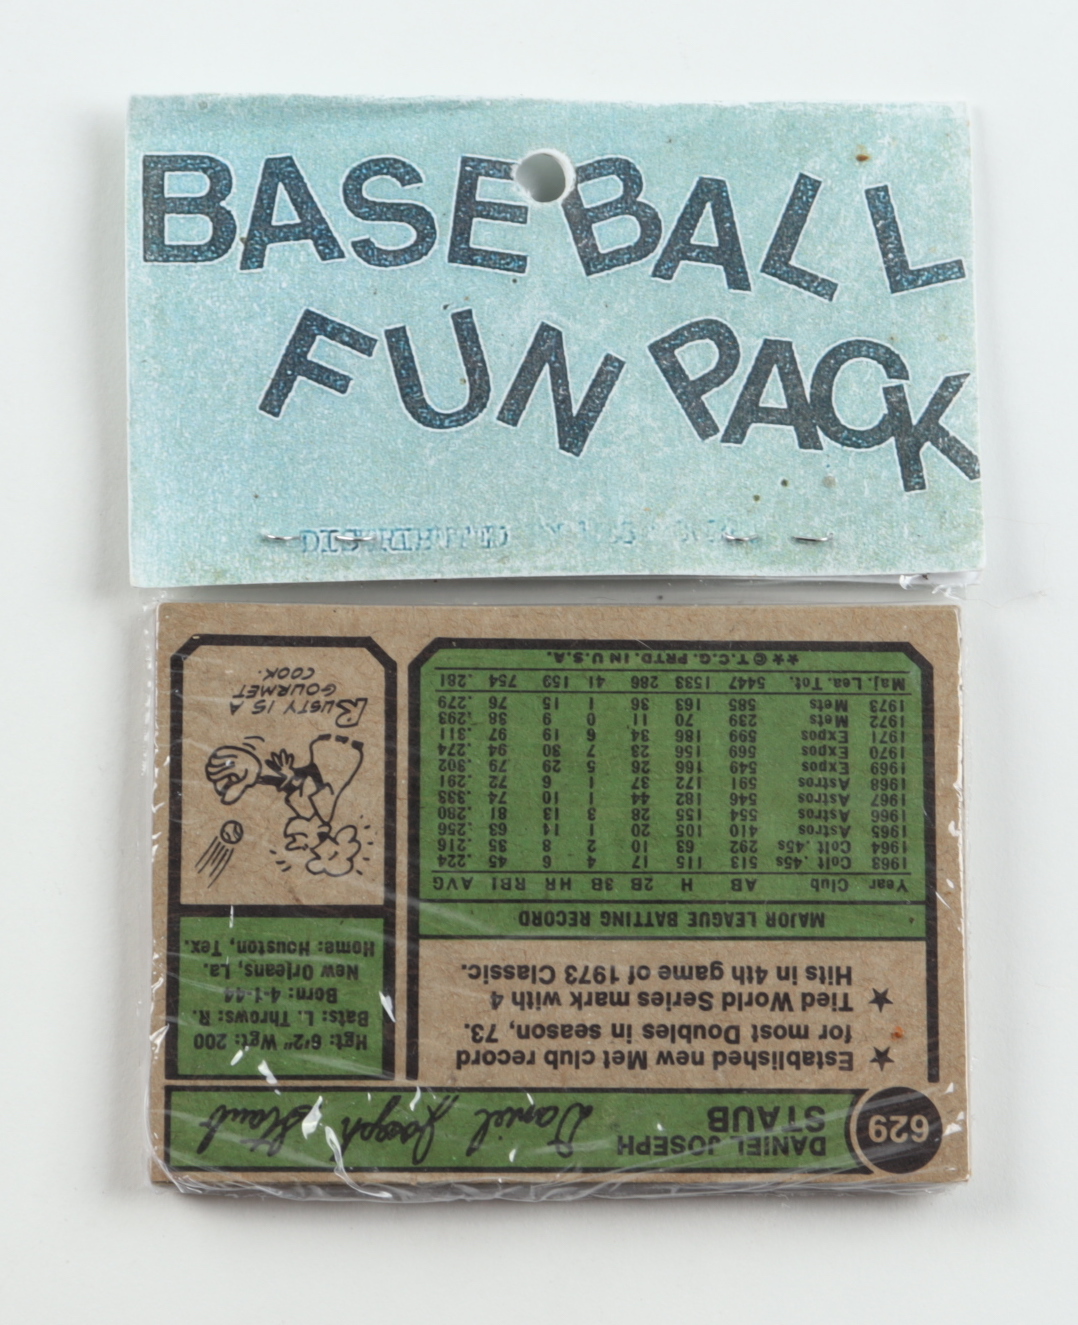 BASEBALL
FUN PACK
DISTRIBUTED
629
DANIEL JOSEPH
STAUB
Daniel Joseph Staub
★ Established new Met club record
for most Doubles in season, 73.
★ Tied World Series mark with 4
Hits in 4th game of 1973 Classic.
Hgt: 6'2" Wgt: 200
Bats: L. Throws: R.
Born: 4-1-44
New Orleans, La.
Home: Houston, Tex.
MAJOR LEAGUE BATTING RECORD
Year Club AB H 2B 3B HR RBI AVG
1963 Colt .45s 513 115 17 4 6 45 .224
1964 Colt .45s 292 63 10 2 8 35 .216
1965 Astros 410 105 20 1 14 63 .256
1966 Astros 554 155 28 3 13 81 .280
1967 Astros 546 182 44 1 10 74 .333
1968 Astros 591 172 37 1 6 72 .291
1969 Expos 549 166 26 5 29 79 .302
1970 Expos 569 156 23 7 30 94 .274
1971 Expos 599 186 34 6 19 97 .311
1972 Mets 239 70 11 0 9 38 .293
1973 Mets 585 163 36 1 15 76 .279
Maj. Lea. Tot. 5447 1533 286 41 159 754 .281
★★©T.C.G. PRTD. IN U.S.A.
RUSTY IS A
GOURMET
COOK.